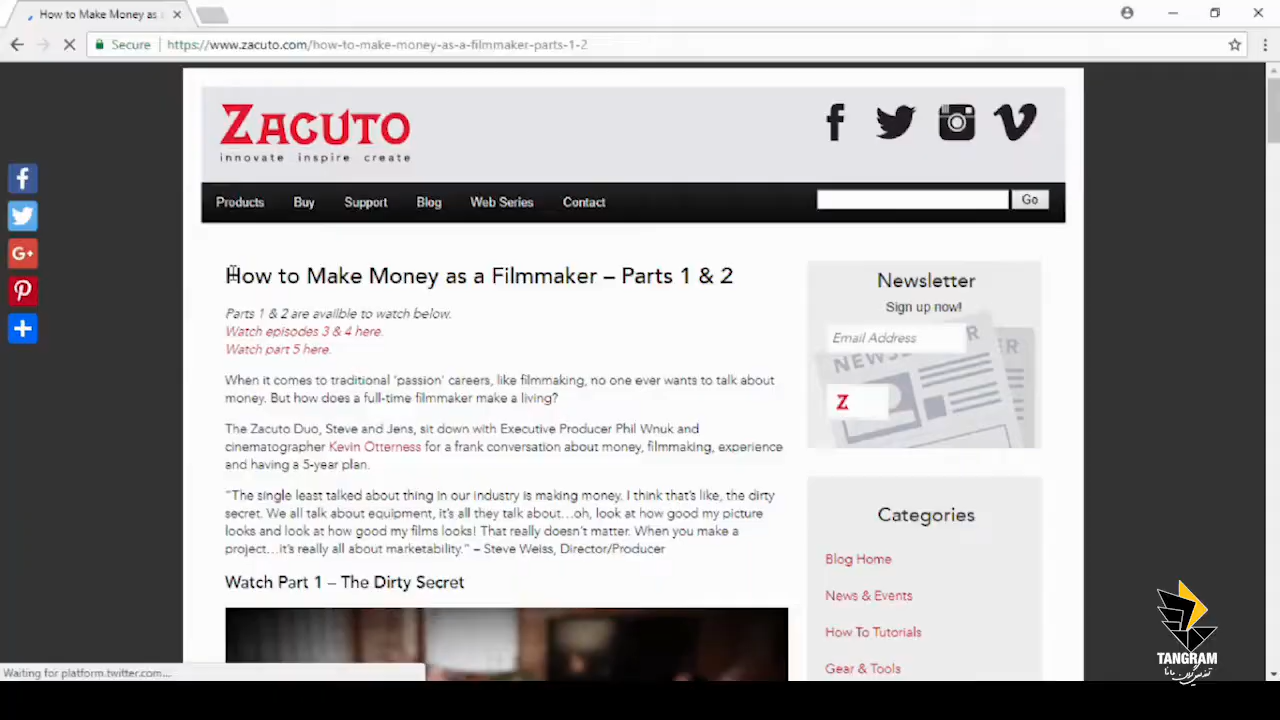 How to Make Money as
Secure https://www.zacuto.com/how-to-make-money-as-a-filmmaker-parts-1-2
ZACUTO
innovate inspire create
Products Buy Support Blog Web Series Contact Go
How to Make Money as a Filmmaker – Parts 1 & 2
Parts 1 & 2 are availble to watch below.
Watch episodes 3 & 4 here.
Watch part 5 here.
When it comes to traditional 'passion' careers, like filmmaking, no one ever wants to talk about
money. But how does a full-time filmmaker make a living?
The Zacuto Duo, Steve and Jens, sit down with Executive Producer Phil Wnuk and
cinematographer Kevin Otterness for a frank conversation about money, filmmaking, experience
and having a 5-year plan.
"The single least talked about thing in our industry is making money. I think that's like, the dirty
secret. We all talk about equipment, it's all they talk about…oh, look at how good my picture
looks and look at how good my films looks! That really doesn't matter. When you make a
project…it's really all about marketability." – Steve Weiss, Director/Producer
Watch Part 1 – The Dirty Secret
Newsletter
Sign up now!
Email Address
NEWS
Z
Categories
Blog Home
News & Events
How To Tutorials
Gear & Tools
Waiting for platform.twitter.com...
TANGRAM